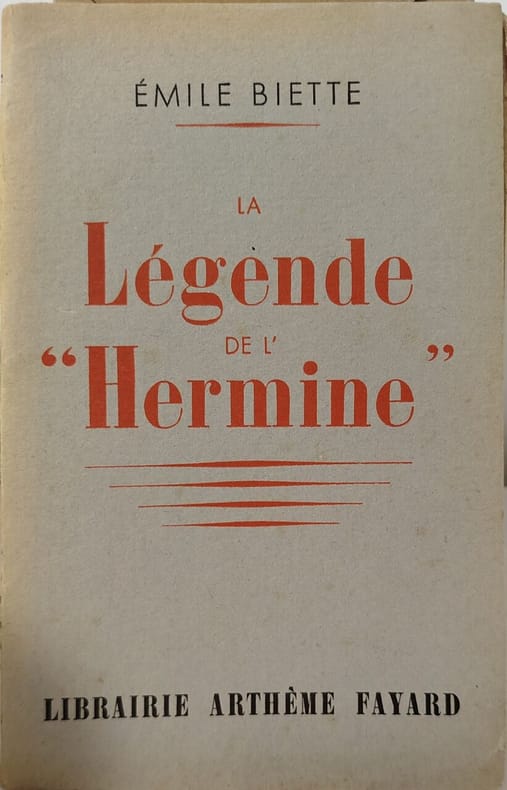 ÉMILE BIETTE
LA
Légende
DE L'
“Hermine”
LIBRAIRIE ARTHÈME FAYARD